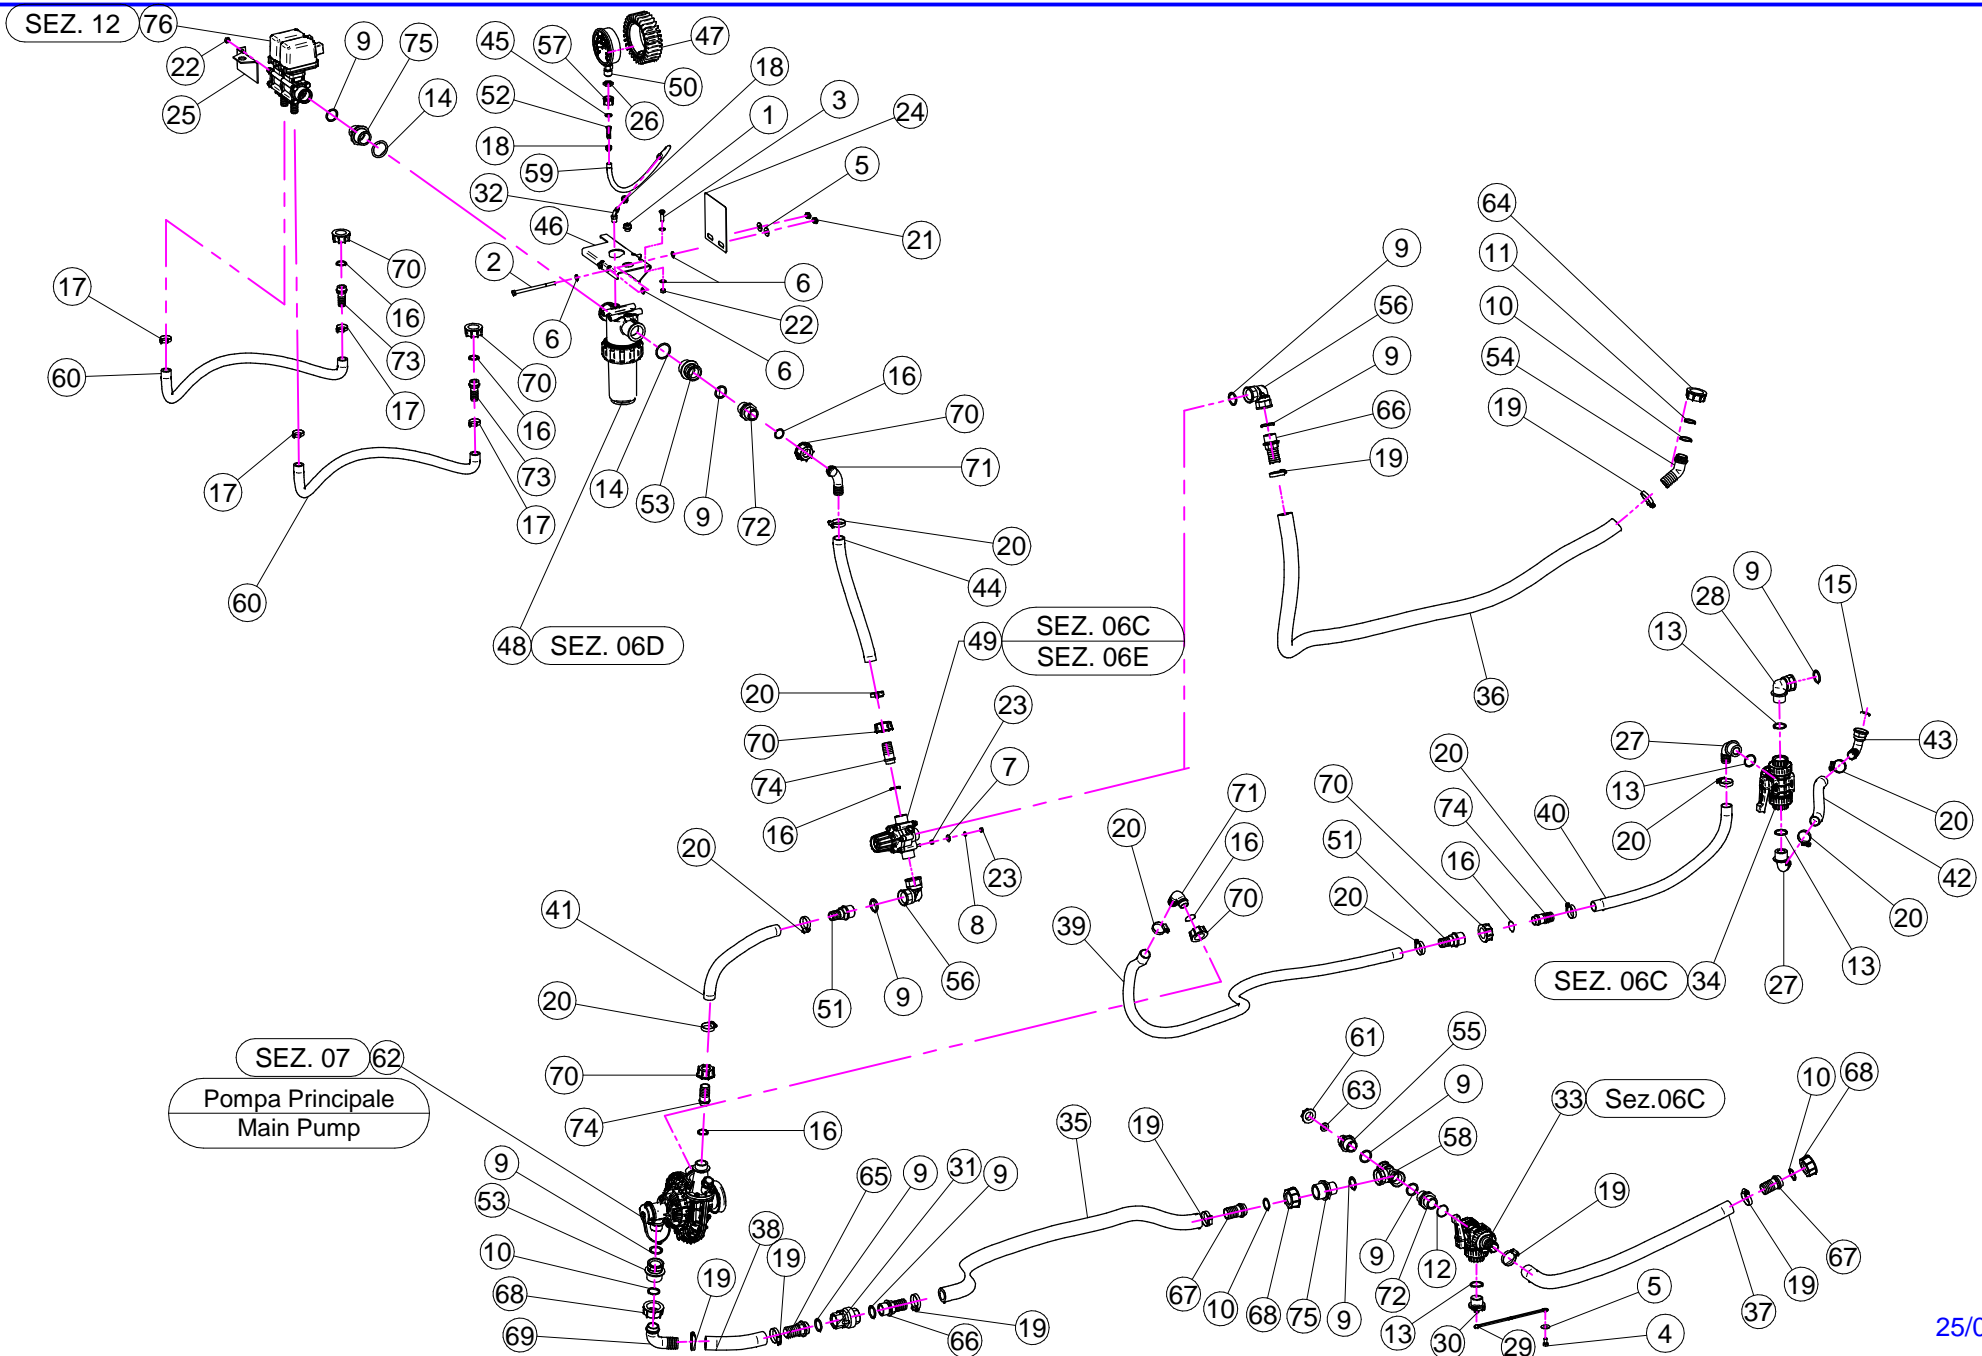 SEZ. 12 76 9 75 45 57 47
22 50 18
25 14 52 26 1 3 24
18 5
59
32 64
46 21 9 11
70 2 6
17 16 22 56 10
73 6 70 6 9 54
60 16 19
17 16 70 66
17 73 14 53 9 72 71 19
17 20
60 44 9 15
28
48 SEZ. 06D 49 SEZ. 06C 13
SEZ. 06E
20 23 36
70 27 43
74 7 20 13
16 71 70 74 40 20 20
20 23 20 16 51 16 42
41 8 39 70 20 20
20 51 9 56 SEZ. 06C 34 27 13
SEZ. 07 62 61 55
70 63 9 10 68
Pompa Principale 33 Sez.06C
Main Pump
74 16 35 19 58
9 65 9 31 9 19
53 38
10 19 19 67 10 68 75 9 9 72 12 5 37 19 67
68 66 19 13 30 29 4
69
25/0